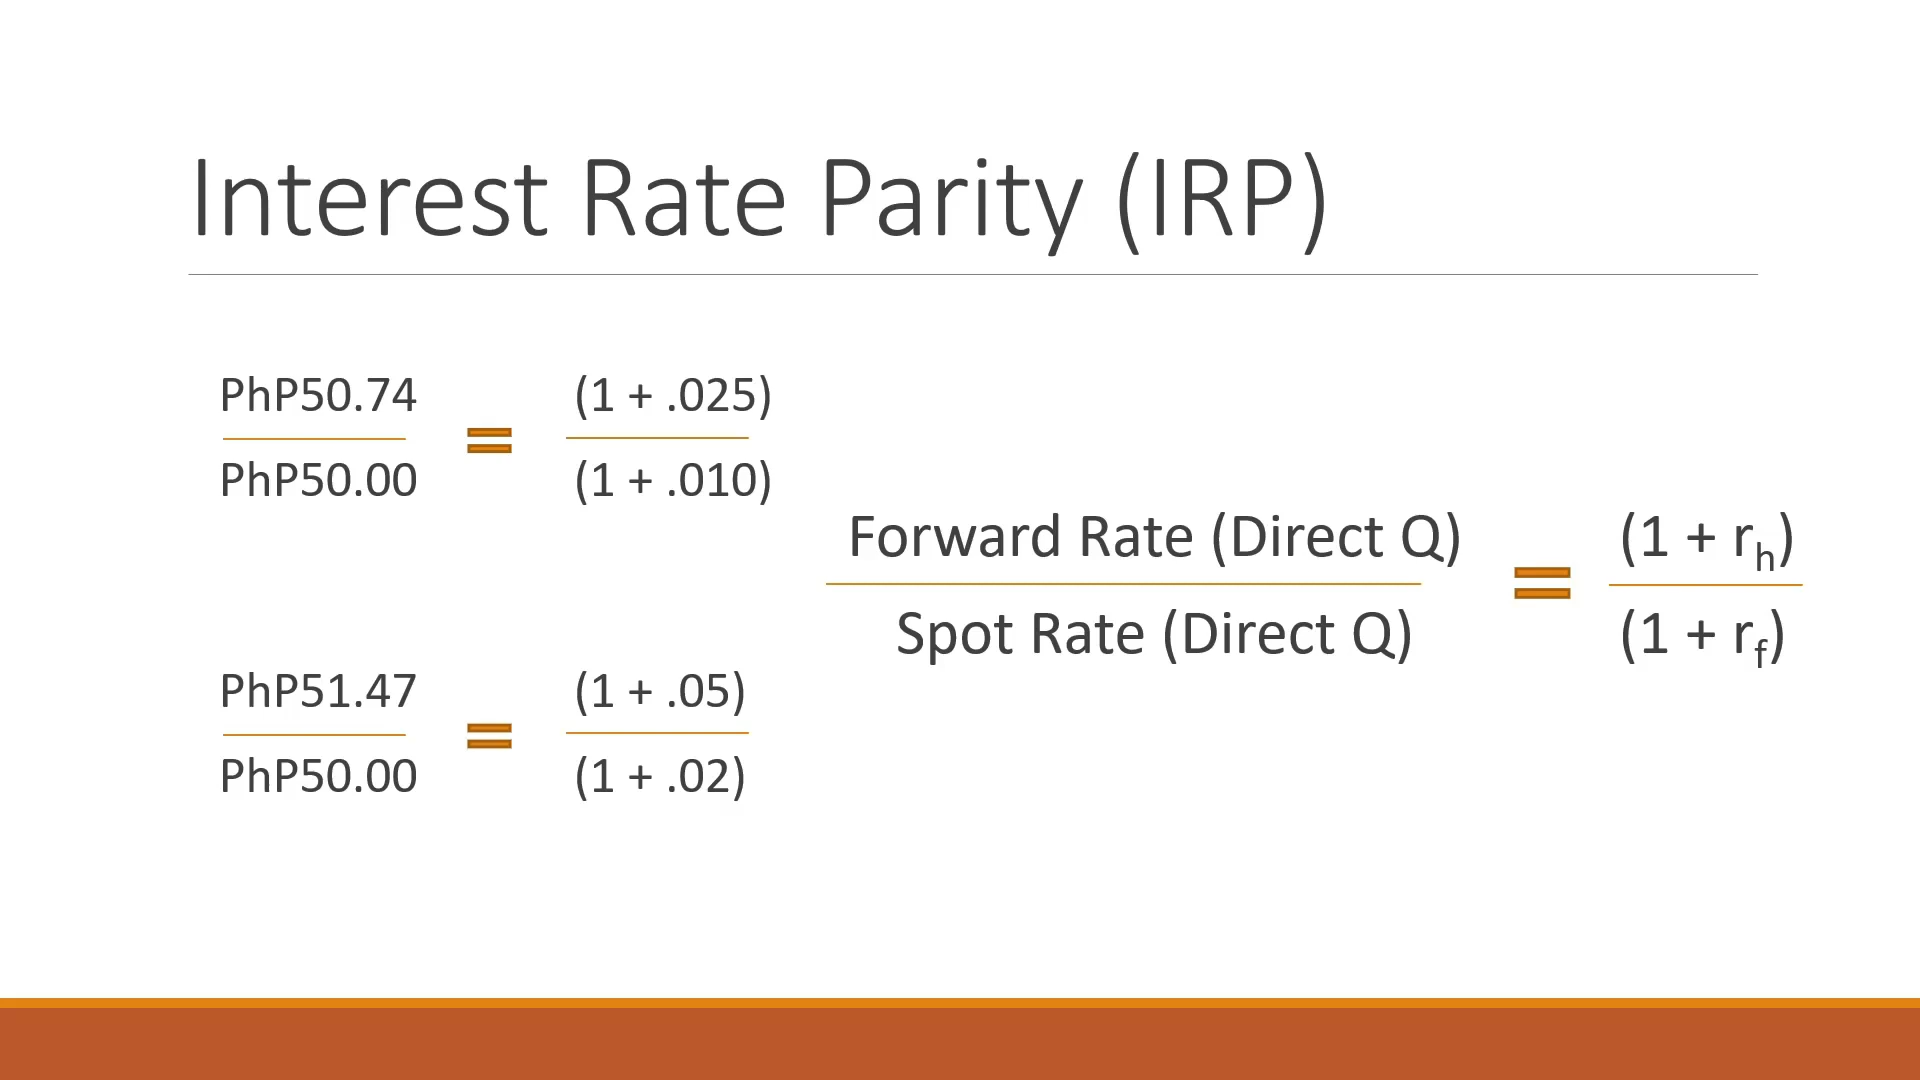 Interest Rate Parity (IRP)
PhP50.74 = (1 + .025)
PhP50.00 (1 + .010)
PhP51.47 = (1 + .05)
PhP50.00 (1 + .02)
Forward Rate (Direct Q) = (1 + rh)
Spot Rate (Direct Q) (1 + rf)